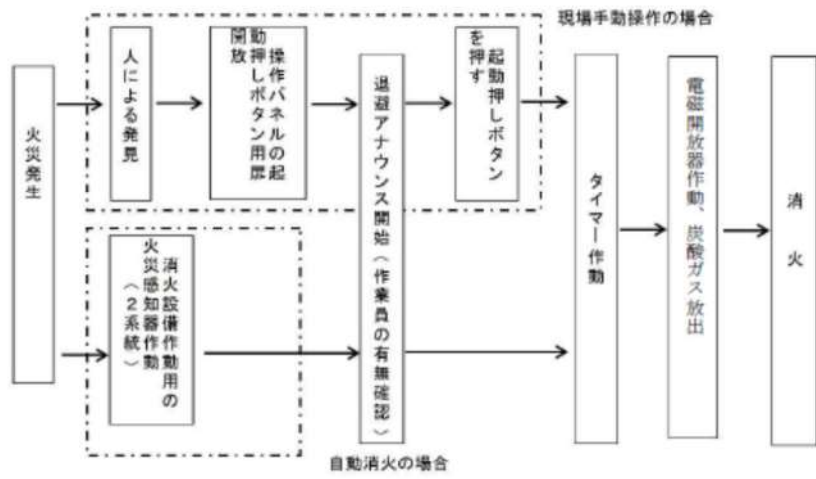 現場手動操作の場合
火災発生
人による発見
操作パネルの起
動押しボタン用扉
開放
退避アナウンス開始（作業員の有無確認）
起動押しボタン
を押す
消火設備作動用の
火災感知器作動
（２系統）
タイマー作動
電磁開放器作動、炭酸ガス放出
消火
自動消火の場合